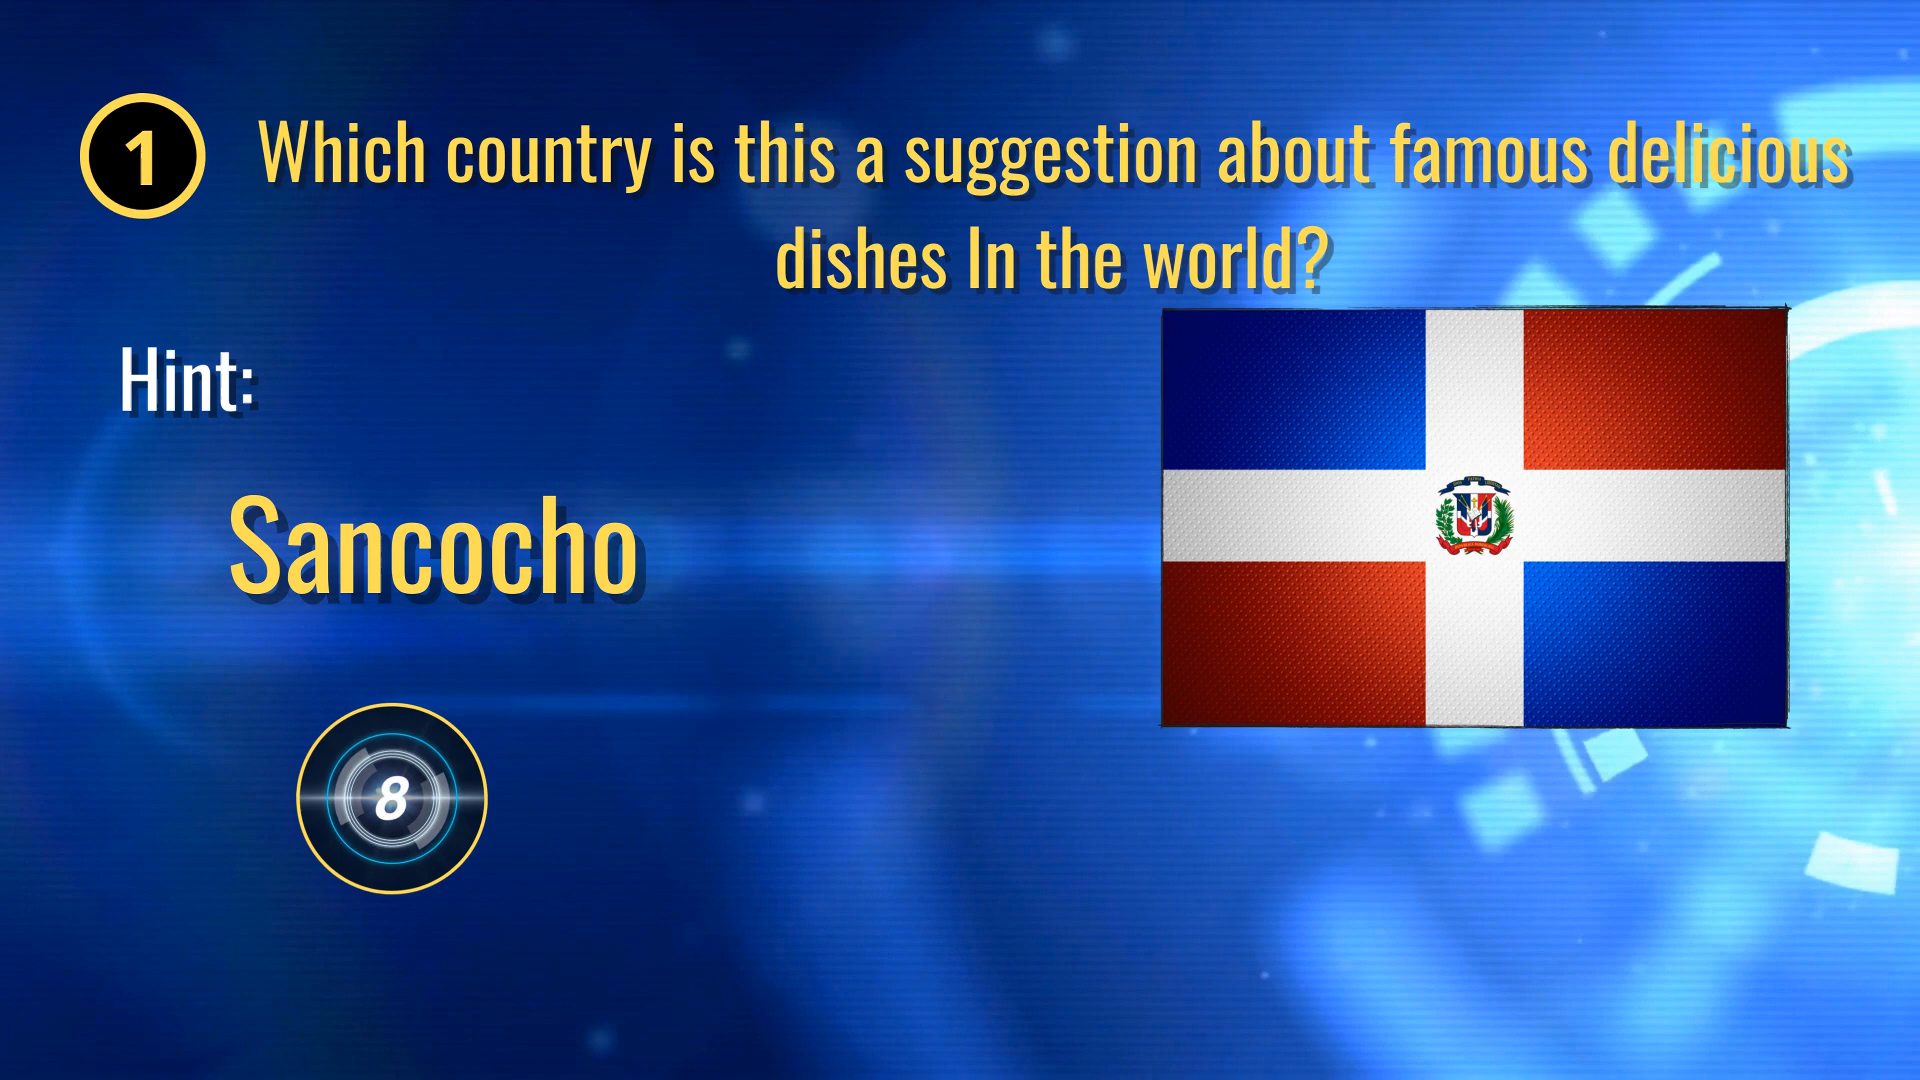 1
Which country is this a suggestion about famous delicious
dishes In the world?
Hint:
Sancocho
8